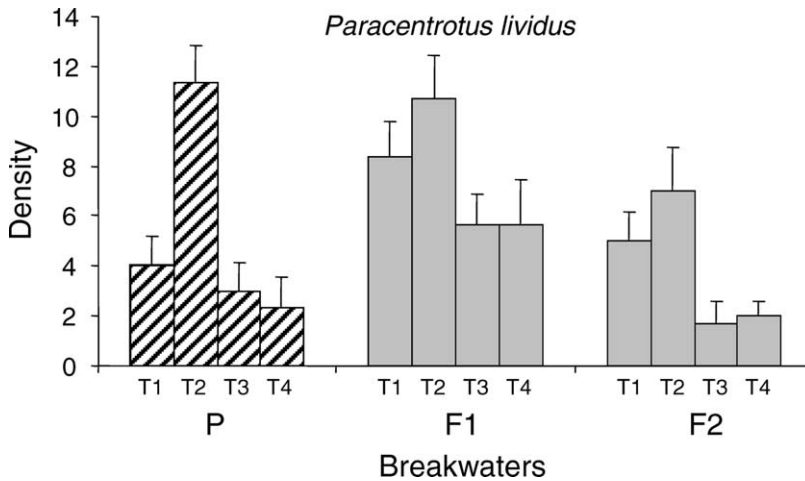 Paracentrotus lividus
Density
14
12
10
8
6
4
2
0
T1 T2 T3 T4 T1 T2 T3 T4 T1 T2 T3 T4
P F1 F2
Breakwaters